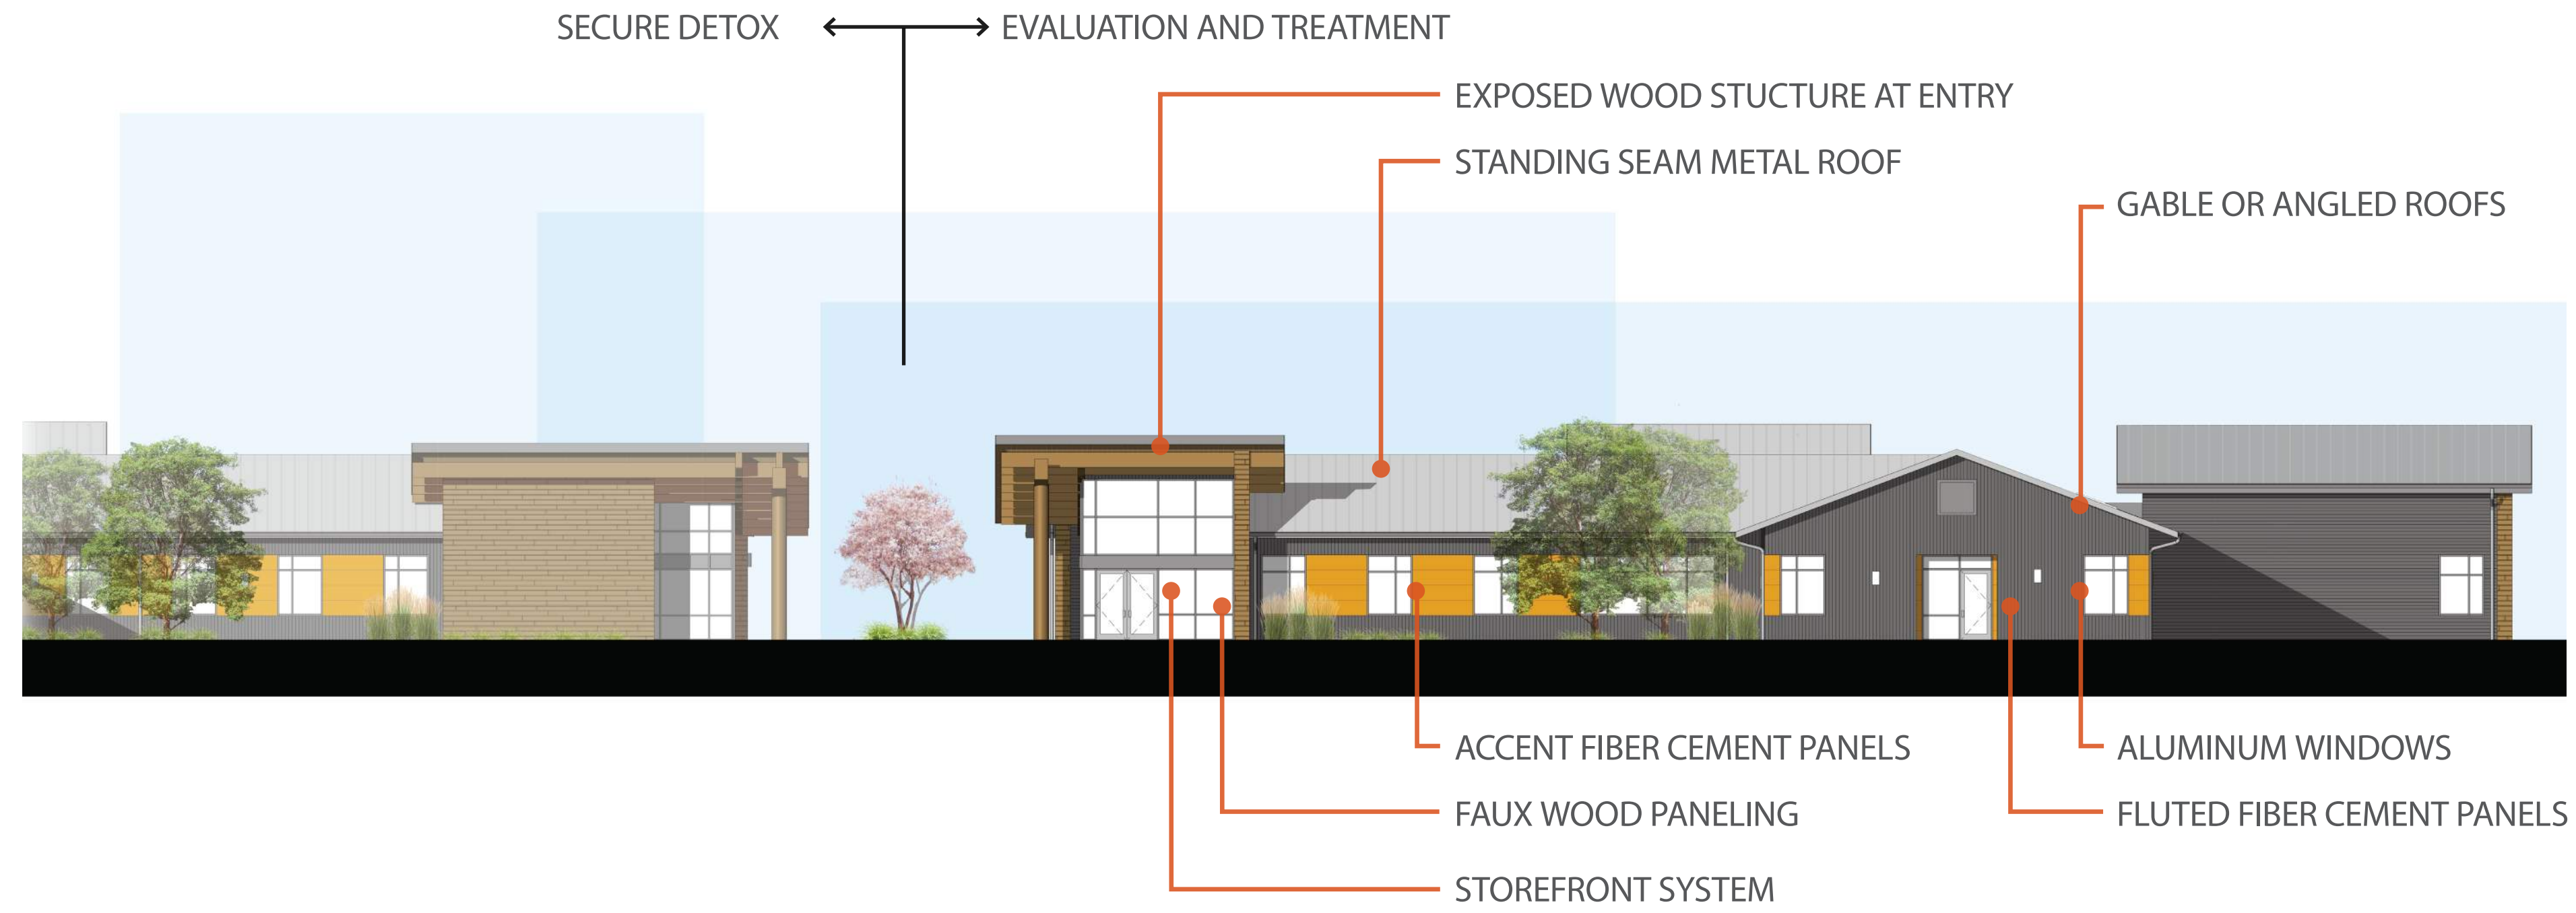 SECURE DETOX
EVALUATION AND TREATMENT
EXPOSED WOOD STUCTURE AT ENTRY
STANDING SEAM METAL ROOF
GABLE OR ANGLED ROOFS
ACCENT FIBER CEMENT PANELS
ALUMINUM WINDOWS
FAUX WOOD PANELING
FLUTED FIBER CEMENT PANELS
STOREFRONT SYSTEM